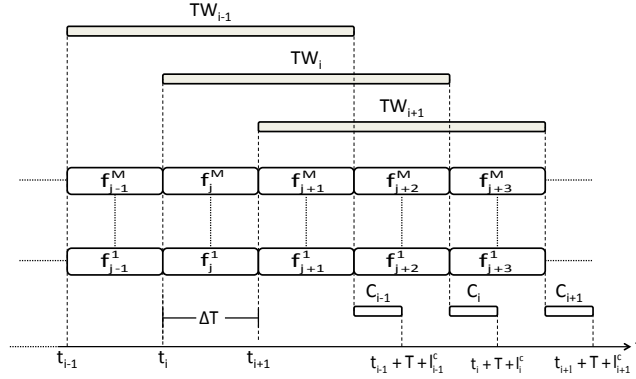 TW_{i-1}
TW_i
TW_{i+1}
f^M_{j-1} f^M_j f^M_{j+1} f^M_{j+2} f^M_{j+3}
f^1_{j-1} f^1_j f^1_{j+1} f^1_{j+2} f^1_{j+3}
C_{i-1} C_i C_{i+1}
ΔT
t_{i-1} t_i t_{i+1} t_{i-1} + T + l^c_{i-1} t_i + T + l^c_i t_{i+1} + T + l^c_{i+1}